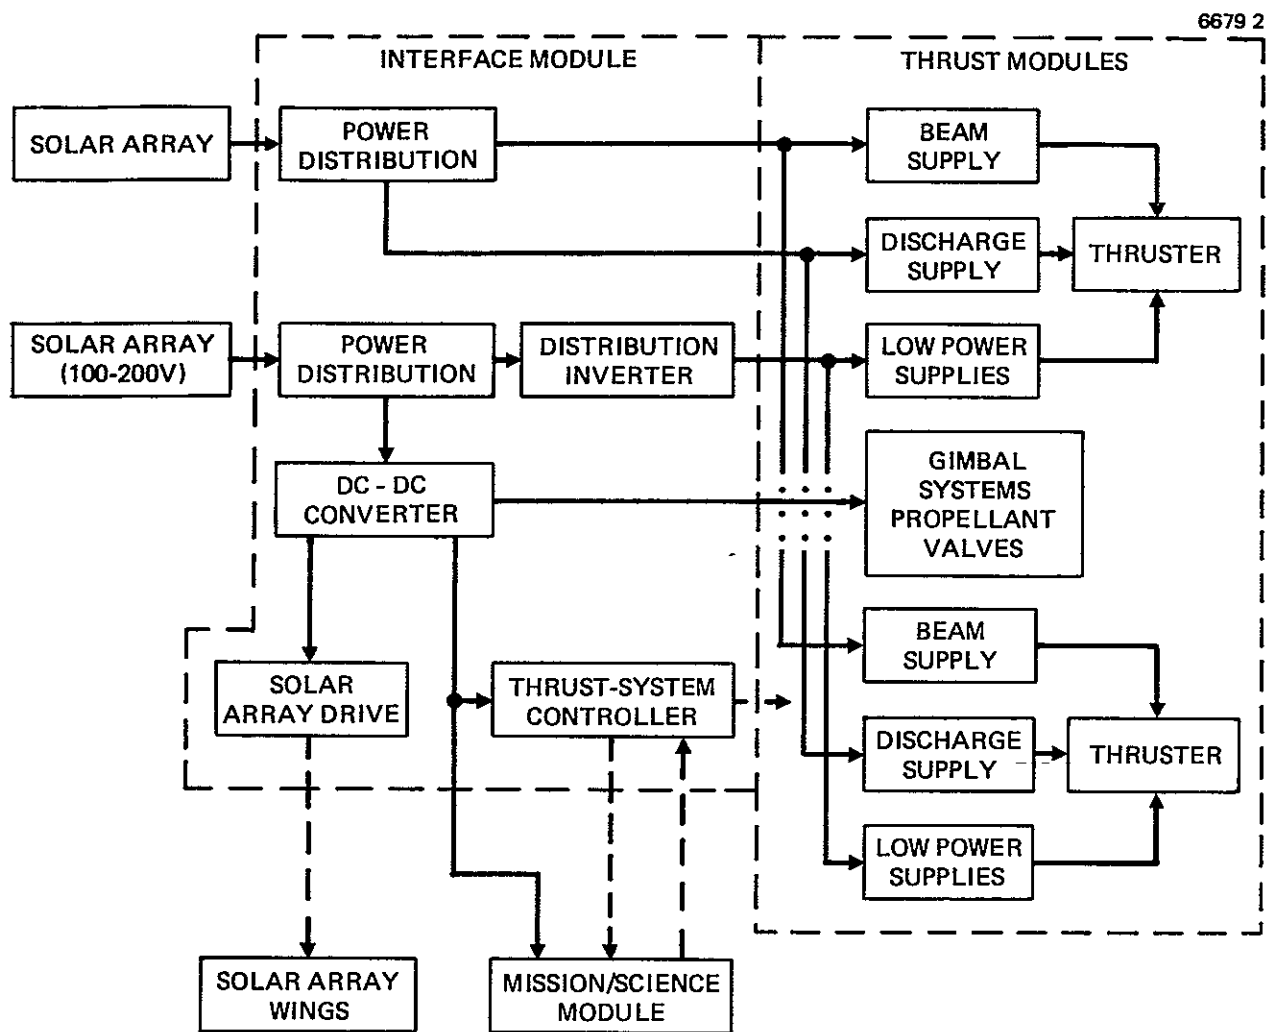 6679 2
INTERFACE MODULE
THRUST MODULES
SOLAR ARRAY
POWER
DISTRIBUTION
BEAM
SUPPLY
DISCHARGE
SUPPLY
THRUSTER
SOLAR ARRAY
(100-200V)
POWER
DISTRIBUTION
DISTRIBUTION
INVERTER
LOW POWER
SUPPLIES
DC - DC
CONVERTER
GIMBAL
SYSTEMS
PROPELLANT
VALVES
BEAM
SUPPLY
SOLAR
ARRAY DRIVE
THRUST-SYSTEM
CONTROLLER
DISCHARGE
SUPPLY
THRUSTER
LOW POWER
SUPPLIES
SOLAR ARRAY
WINGS
MISSION/SCIENCE
MODULE